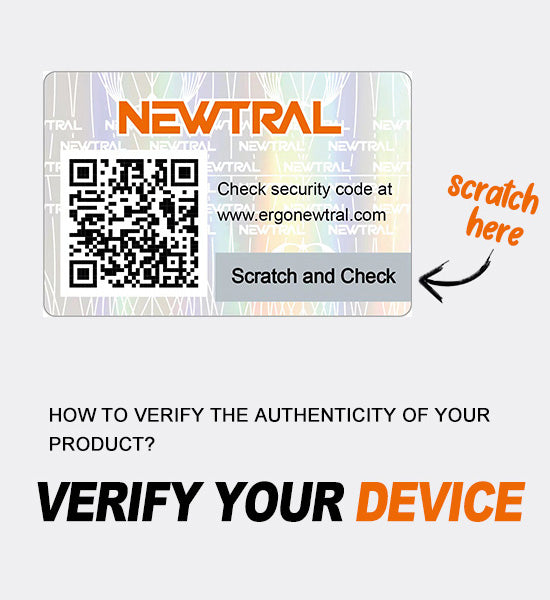 NEWTRAL
Check security code at
www.ergonewtral.com
Scratch and Check
scratch
here
HOW TO VERIFY THE AUTHENTICITY OF YOUR
PRODUCT?
VERIFY YOUR DEVICE